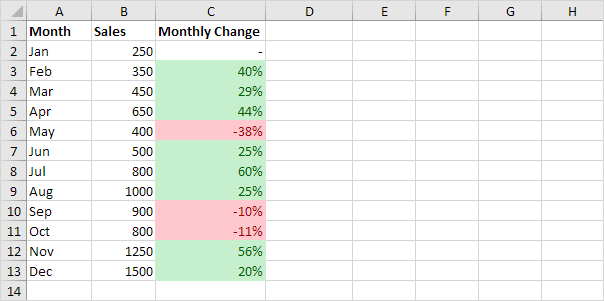 A B C D E F G H
1 Month Sales Monthly Change
2 Jan 250 -
3 Feb 350 40%
4 Mar 450 29%
5 Apr 650 44%
6 May 400 -38%
7 Jun 500 25%
8 Jul 800 60%
9 Aug 1000 25%
10 Sep 900 -10%
11 Oct 800 -11%
12 Nov 1250 56%
13 Dec 1500 20%
14